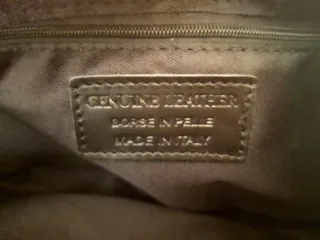 GENUINE LEATHER
BORSE IN PELLE
MADE IN ITALY